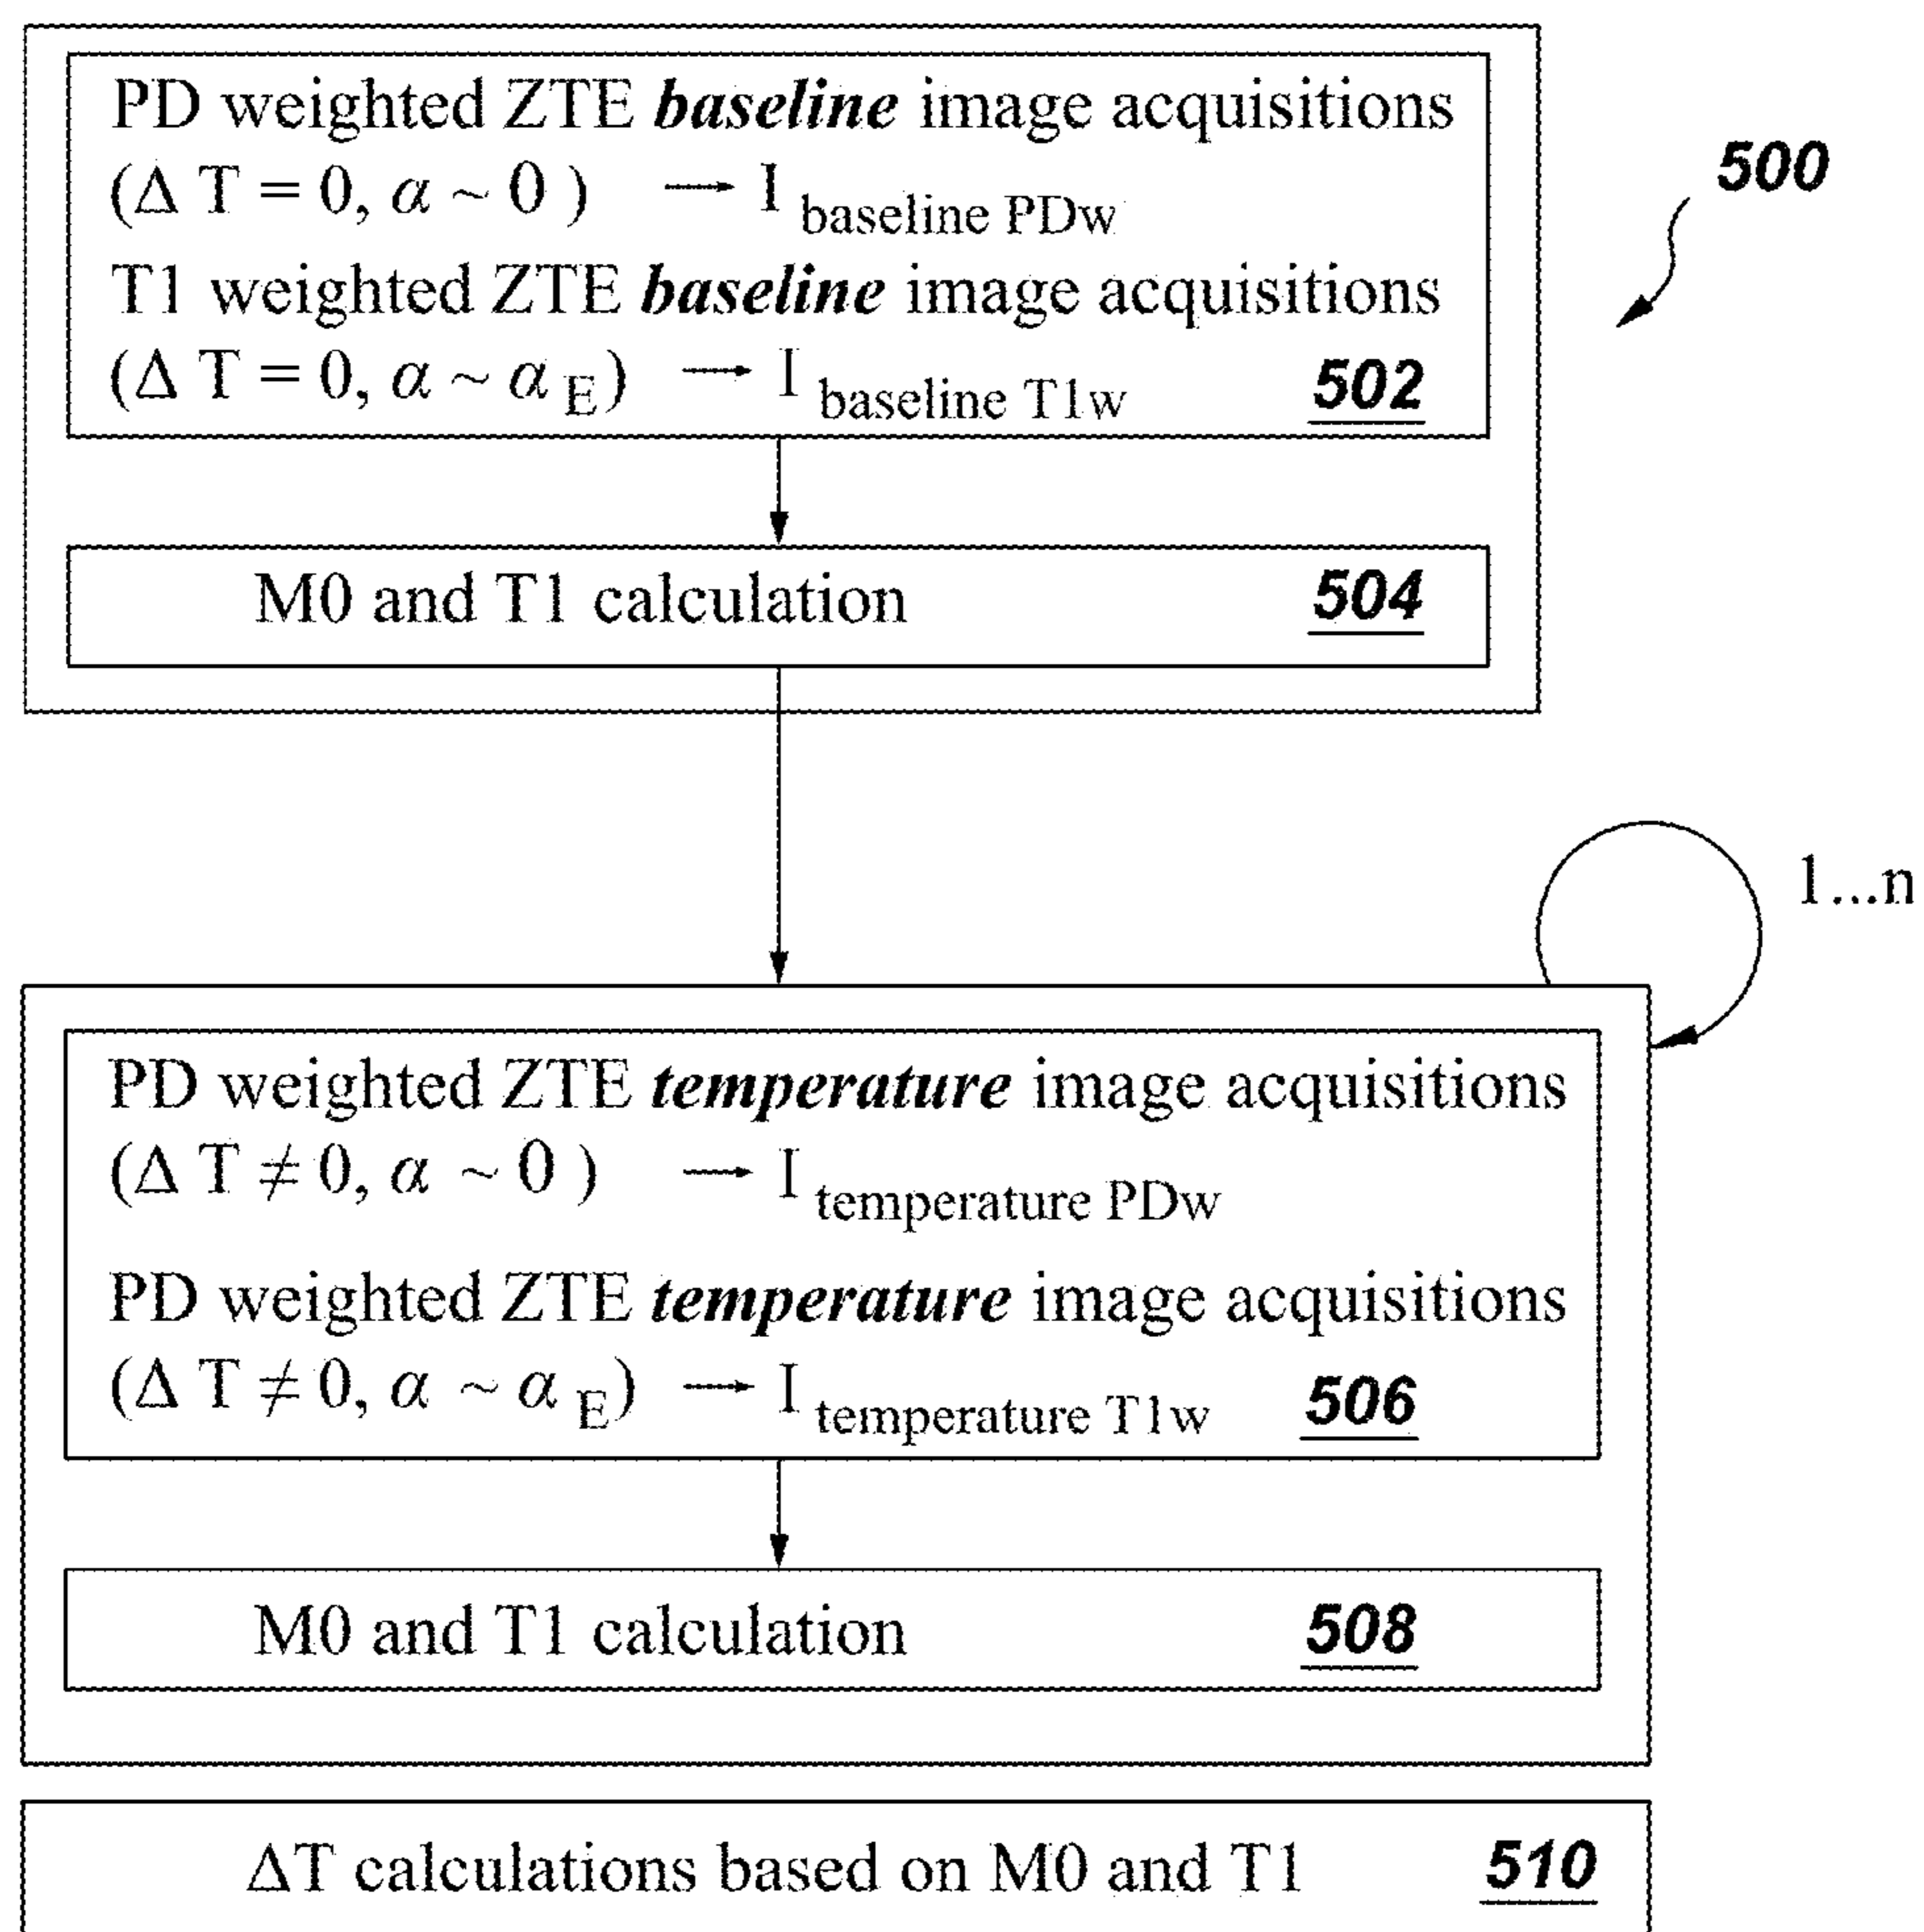 PD weighted ZTE baseline image acquisitions
(Δ T = 0, α ~ 0 ) → I baseline PDw
T1 weighted ZTE baseline image acquisitions
(Δ T = 0, α ~ α E) → I baseline T1w 502
500
M0 and T1 calculation 504
1...n
PD weighted ZTE temperature image acquisitions
(Δ T ≠ 0, α ~ 0 ) → I temperature PDw
PD weighted ZTE temperature image acquisitions
(Δ T ≠ 0, α ~ α E) → I temperature T1w 506
M0 and T1 calculation 508
ΔT calculations based on M0 and T1 510